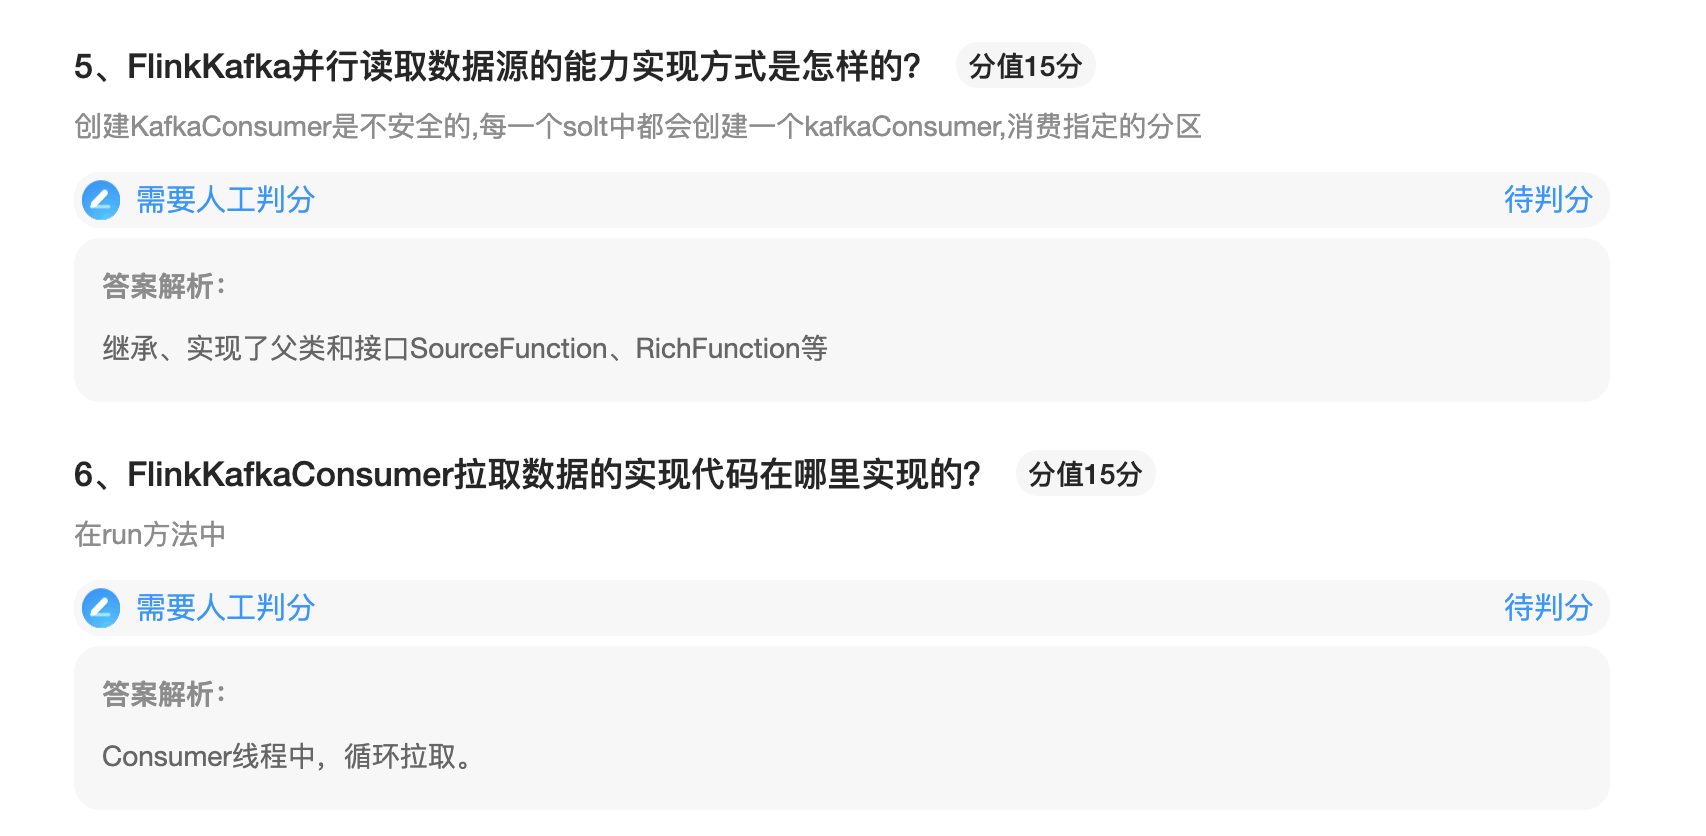 5、FlinkKafka并行读取数据源的能力实现方式是怎样的? 分值15分
创建KafkaConsumer是不安全的,每一个solt中都会创建一个kafkaConsumer,消费指定的分区
需要人工判分 待判分
答案解析：
继承、实现了父类和接口SourceFunction、RichFunction等
6、FlinkKafkaConsumer拉取数据的实现代码在哪里实现的? 分值15分
在run方法中
需要人工判分 待判分
答案解析：
Consumer线程中，循环拉取。